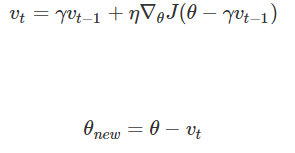 v_t = γv_{t−1} + η∇_θJ(θ − γv_{t−1})
θ_{new} = θ − v_t